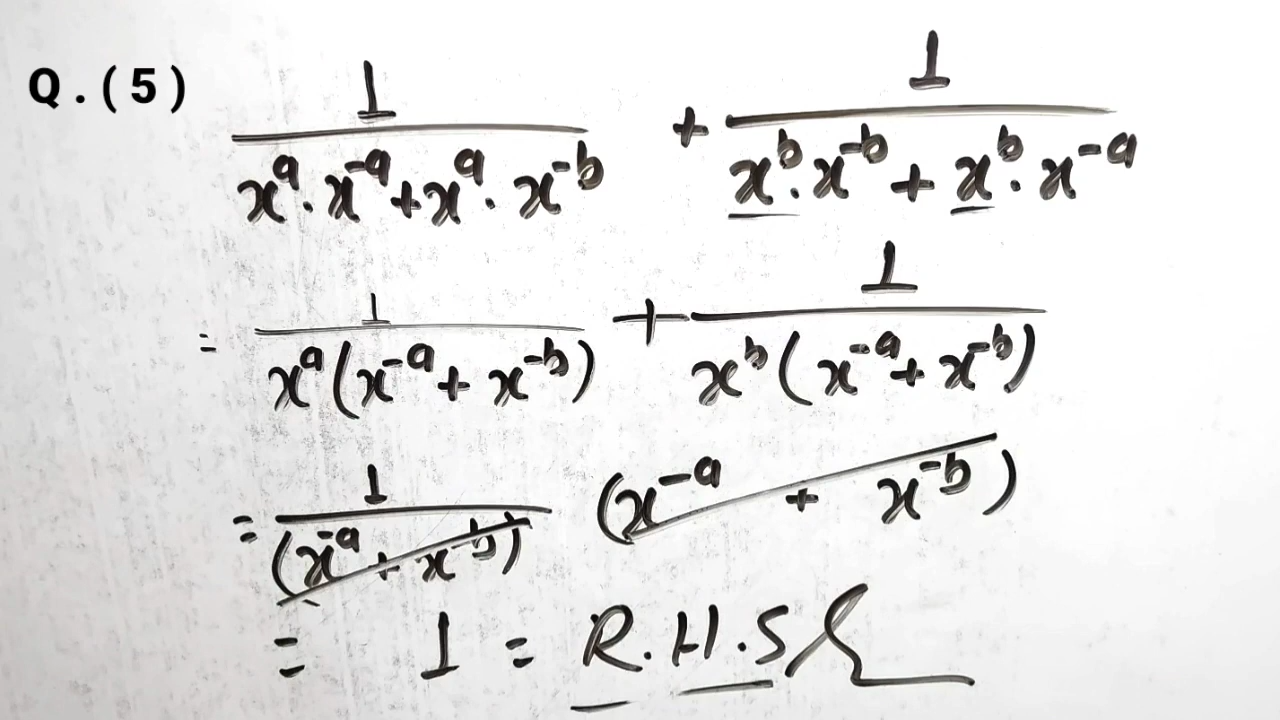 Q.(5) 1/(x^a . x^-a + x^a . x^-b) + 1/(x^b . x^-b + x^b . x^-a)
= 1/(x^a (x^-a + x^-b)) + 1/(x^b (x^-a + x^-b))
= 1/(x^-a + x^-b) (x^-a + x^-b)
= 1 = R.H.S